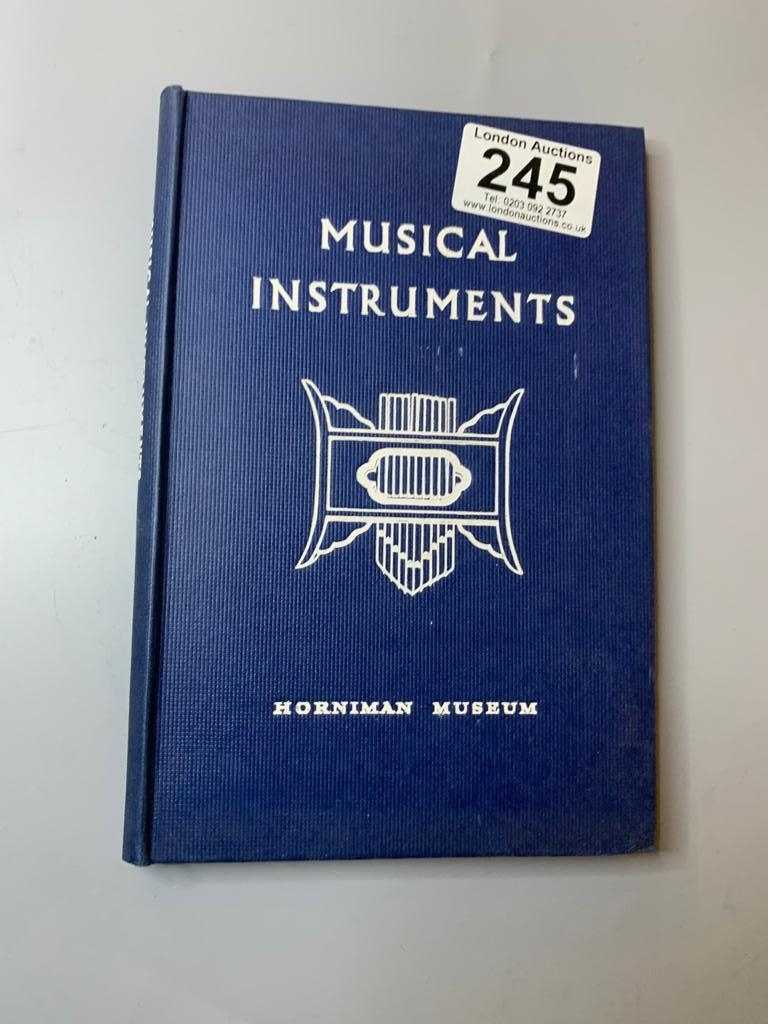 London Auctions
245
Tel: 0203 092 2737
www.londonauctions.co.uk
MUSICAL
INSTRUMENTS
HORNIMAN MUSEUM